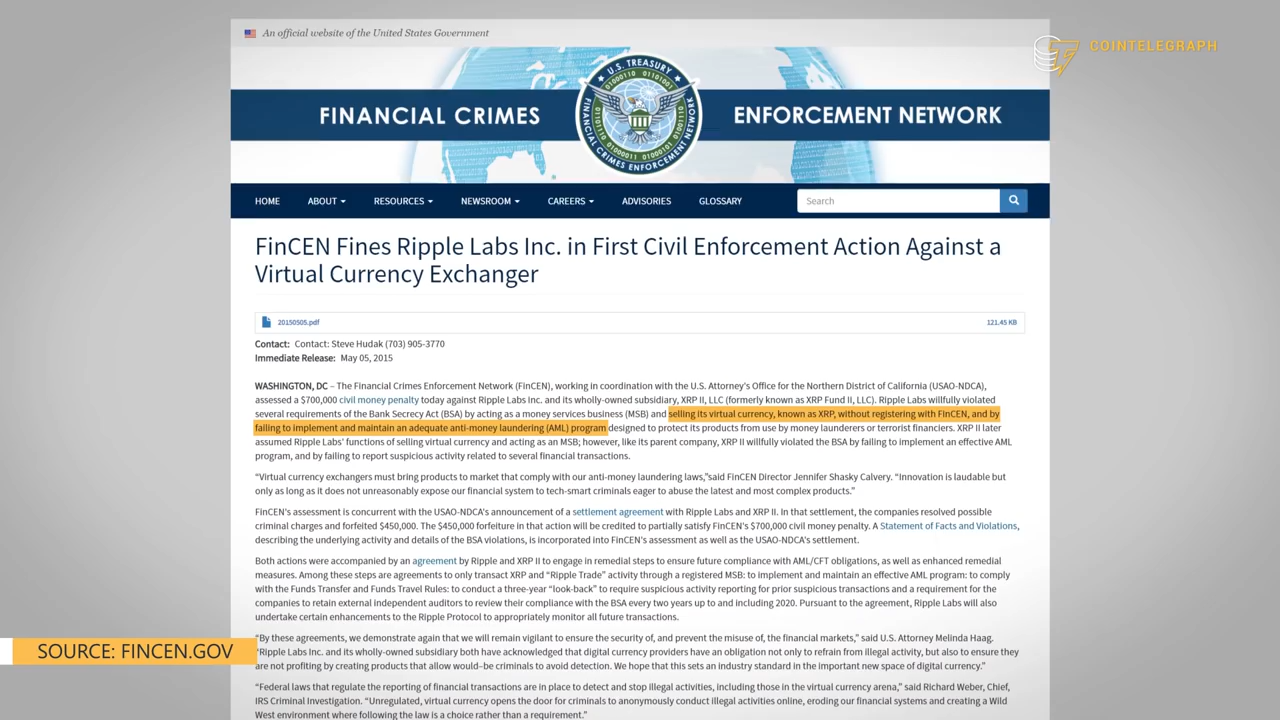 An official website of the United States Government
COINTELEGRAPH
U.S. TREASURY
FINANCIAL CRIMES
ENFORCEMENT NETWORK
FINANCIAL CRIMES ENFORCEMENT NETWORK
HOME ABOUT RESOURCES NEWSROOM CAREERS ADVISORIES GLOSSARY Search
FinCEN Fines Ripple Labs Inc. in First Civil Enforcement Action Against a
Virtual Currency Exchanger
20150505.pdf 121.45 KB
Contact: Contact: Steve Hudak (703) 905-3770
Immediate Release: May 05, 2015
WASHINGTON, DC – The Financial Crimes Enforcement Network (FinCEN), working in coordination with the U.S. Attorney's Office for the Northern District of California (USAO-NDCA),
assessed a $700,000 civil money penalty today against Ripple Labs Inc. and its wholly-owned subsidiary, XRP II, LLC (formerly known as XRP Fund II, LLC). Ripple Labs willfully violated
several requirements of the Bank Secrecy Act (BSA) by acting as a money services business (MSB) and selling its virtual currency, known as XRP, without registering with FinCEN, and by
failing to implement and maintain an adequate anti-money laundering (AML) program designed to protect its products from use by money launderers or terrorist financiers. XRP II later
assumed Ripple Labs' functions of selling virtual currency and acting as an MSB; however, like its parent company, XRP II willfully violated the BSA by failing to implement an effective AML
program, and by failing to report suspicious activity related to several financial transactions.
“Virtual currency exchangers must bring products to market that comply with our anti-money laundering laws,”said FinCEN Director Jennifer Shasky Calvery. “Innovation is laudable but
only as long as it does not unreasonably expose our financial system to tech-smart criminals eager to abuse the latest and most complex products.”
FinCEN's assessment is concurrent with the USAO-NDCA's announcement of a settlement agreement with Ripple Labs and XRP II. In that settlement, the companies resolved possible
criminal charges and forfeited $450,000. The $450,000 forfeiture in that action will be credited to partially satisfy FinCEN's $700,000 civil money penalty. A Statement of Facts and Violations,
describing the underlying activity and details of the BSA violations, is incorporated into FinCEN's assessment as well as the USAO-NDCA's settlement.
Both actions were accompanied by an agreement by Ripple and XRP II to engage in remedial steps to ensure future compliance with AML/CFT obligations, as well as enhanced remedial
measures. Among these steps are agreements to only transact XRP and “Ripple Trade” activity through a registered MSB: to implement and maintain an effective AML program: to comply
with the Funds Transfer and Funds Travel Rules: to conduct a three-year “look-back” to require suspicious activity reporting for prior suspicious transactions and a requirement for the
companies to retain external independent auditors to review their compliance with the BSA every two years up to and including 2020. Pursuant to the agreement, Ripple Labs will also
undertake certain enhancements to the Ripple Protocol to appropriately monitor all future transactions.
“By these agreements, we demonstrate again that we will remain vigilant to ensure the security of, and prevent the misuse of, the financial markets,” said U.S. Attorney Melinda Haag.
SOURCE: FINCEN.GOV
“Ripple Labs Inc. and its wholly-owned subsidiary both have acknowledged that digital currency providers have an obligation not only to refrain from illegal activity, but also to ensure they
are not profiting by creating products that allow would–be criminals to avoid detection. We hope that this sets an industry standard in the important new space of digital currency.”
“Federal laws that regulate the reporting of financial transactions are in place to detect and stop illegal activities, including those in the virtual currency arena,” said Richard Weber, Chief,
IRS Criminal Investigation. “Unregulated, virtual currency opens the door for criminals to anonymously conduct illegal activities online, eroding our financial systems and creating a Wild
West environment where following the law is a choice rather than a requirement.”